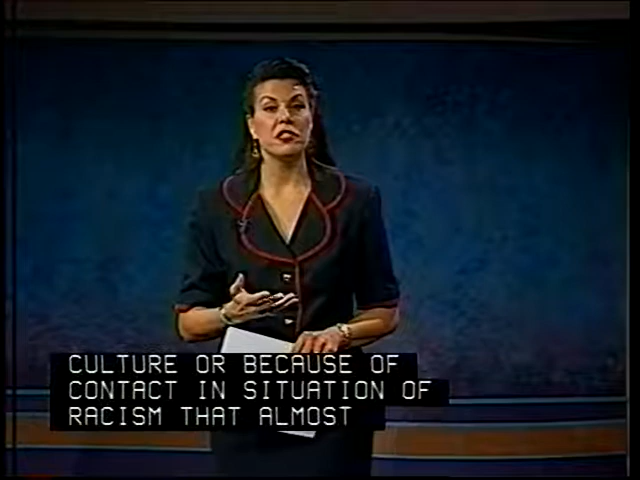 CULTURE OR BECAUSE OF
CONTACT IN SITUATION OF
RACISM THAT ALMOST